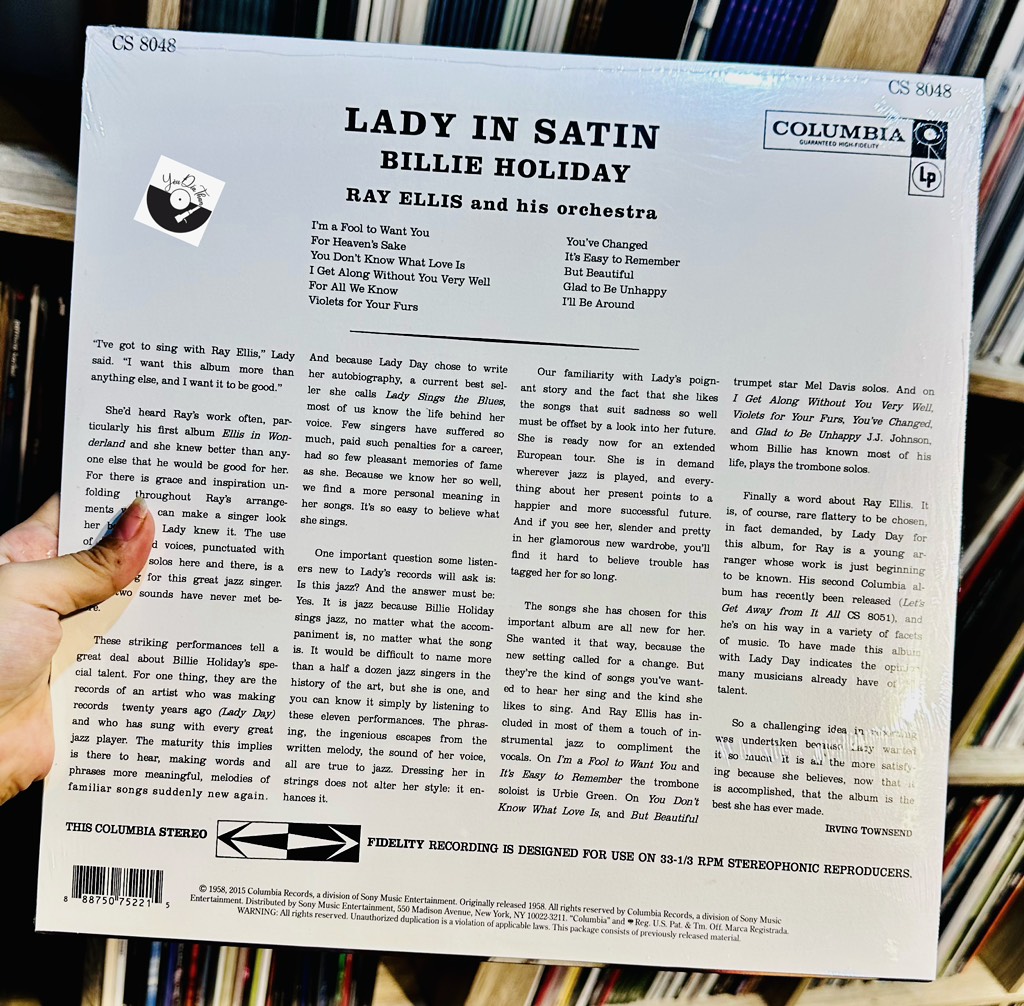 CS 8048
CS 8048
LADY IN SATIN
BILLIE HOLIDAY
RAY ELLIS and his orchestra
COLUMBIA
GUARANTEED HIGH-FIDELITY
Lp
I'm a Fool to Want You
For Heaven's Sake
You Don't Know What Love Is
I Get Along Without You Very Well
For All We Know
Violets for Your Furs
You've Changed
It's Easy to Remember
But Beautiful
Glad to Be Unhappy
I'll Be Around
"I've got to sing with Ray Ellis," Lady
said. "I want this album more than
anything else, and I want it to be good."
She'd heard Ray's work often, par-
ticularly his first album Ellis in Won-
derland and she knew better than any-
one else that he would be good for her.
For there is grace and inspiration un-
folding throughout Ray's arrange-
ments can make a singer look
her Lady knew it. The use
of voices, punctuated with
solos here and there, is a
for this great jazz singer.
two sounds have never met be-
These striking performances tell a
great deal about Billie Holiday's spe-
cial talent. For one thing, they are the
records of an artist who was making
records twenty years ago (Lady Day)
and who has sung with every great
jazz player. The maturity this implies
is there to hear, making words and
phrases more meaningful, melodies of
familiar songs suddenly new again.
And because Lady Day chose to write
her autobiography, a current best sel-
ler she calls Lady Sings the Blues,
most of us know the life behind her
voice. Few singers have suffered so
much, paid such penalties for a career,
had so few pleasant memories of fame
as she. Because we know her so well,
we find a more personal meaning in
her songs. It's so easy to believe what
she sings.
One important question some listen-
ers new to Lady's records will ask is:
Is this jazz? And the answer must be:
Yes. It is jazz because Billie Holiday
sings jazz, no matter what the accom-
paniment is, no matter what the song
is. It would be difficult to name more
than a half a dozen jazz singers in the
history of the art, but she is one, and
you can know it simply by listening to
these eleven performances. The phras-
ing, the ingenious escapes from the
written melody, the sound of her voice,
all are true to jazz. Dressing her in
strings does not alter her style: it en-
hances it.
Our familiarity with Lady's poign-
ant story and the fact that she likes
the songs that suit sadness so well
must be offset by a look into her future.
She is ready now for an extended
European tour. She is in demand
wherever jazz is played, and every-
thing about her present points to a
happier and more successful future.
And if you see her, slender and pretty
in her glamorous new wardrobe, you'll
find it hard to believe trouble has
tagged her for so long.
The songs she has chosen for this
important album are all new for her.
She wanted it that way, because the
new setting called for a change. But
they're the kind of songs you've want-
ed to hear her sing and the kind she
likes to sing. And Ray Ellis has in-
cluded in most of them a touch of in-
strumental jazz to compliment the
vocals. On I'm a Fool to Want You and
It's Easy to Remember the trombone
soloist is Urbie Green. On You Don't
Know What Love Is, and But Beautiful
trumpet star Mel Davis solos. And on
I Get Along Without You Very Well,
Violets for Your Furs, You've Changed,
and Glad to Be Unhappy J.J. Johnson,
whom Billie has known most of his
life, plays the trombone solos.
Finally a word about Ray Ellis. It
is, of course, rare flattery to be chosen,
in fact demanded, by Lady Day for
this album, for Ray is a young ar-
ranger whose work is just beginning
to be known. His second Columbia al-
bum has recently been released (Let's
Get Away from It All CS 8051), and
he's on his way in a variety of facets
of music. To have made this album
with Lady Day indicates the
many musicians already have of
talent.
So a challenging idea in recording
was undertaken because Lady wanted
it so much it is all the more satisfy-
ing because she believes, now that it
is accomplished, that the album is the
best she has ever made.
IRVING TOWNSEND
THIS COLUMBIA STEREO FIDELITY RECORDING IS DESIGNED FOR USE ON 33-1/3 RPM STEREOPHONIC REPRODUCERS.
8 88750 75221 5
© 1958, 2015 Columbia Records, a division of Sony Music Entertainment. Originally released 1958. All rights reserved by Columbia Records, a division of Sony Music
Entertainment. Distributed by Sony Music Entertainment, 550 Madison Avenue, New York, NY 10022-3211. "Columbia" and Reg. U.S. Pat. & Tm. Off. Marca Registrada.
WARNING: All rights reserved. Unauthorized duplication is a violation of applicable laws. This package consists of previously released material.